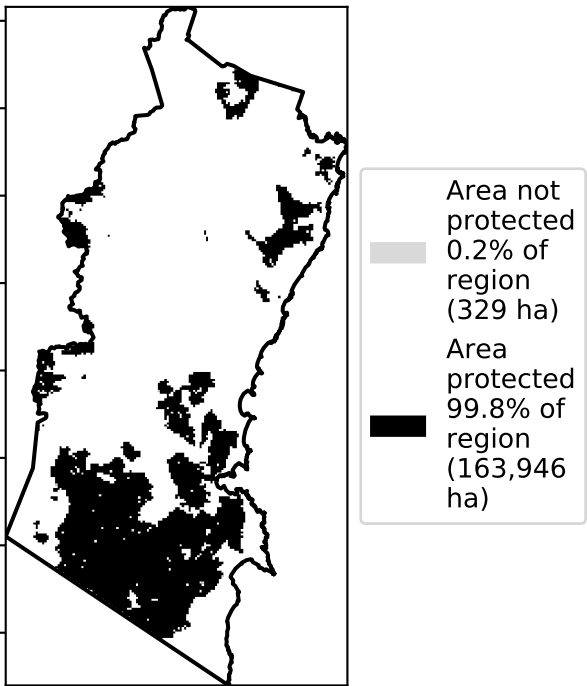 Area not
protected
0.2% of
region
(329 ha)
Area
protected
99.8% of
region
(163,946
ha)